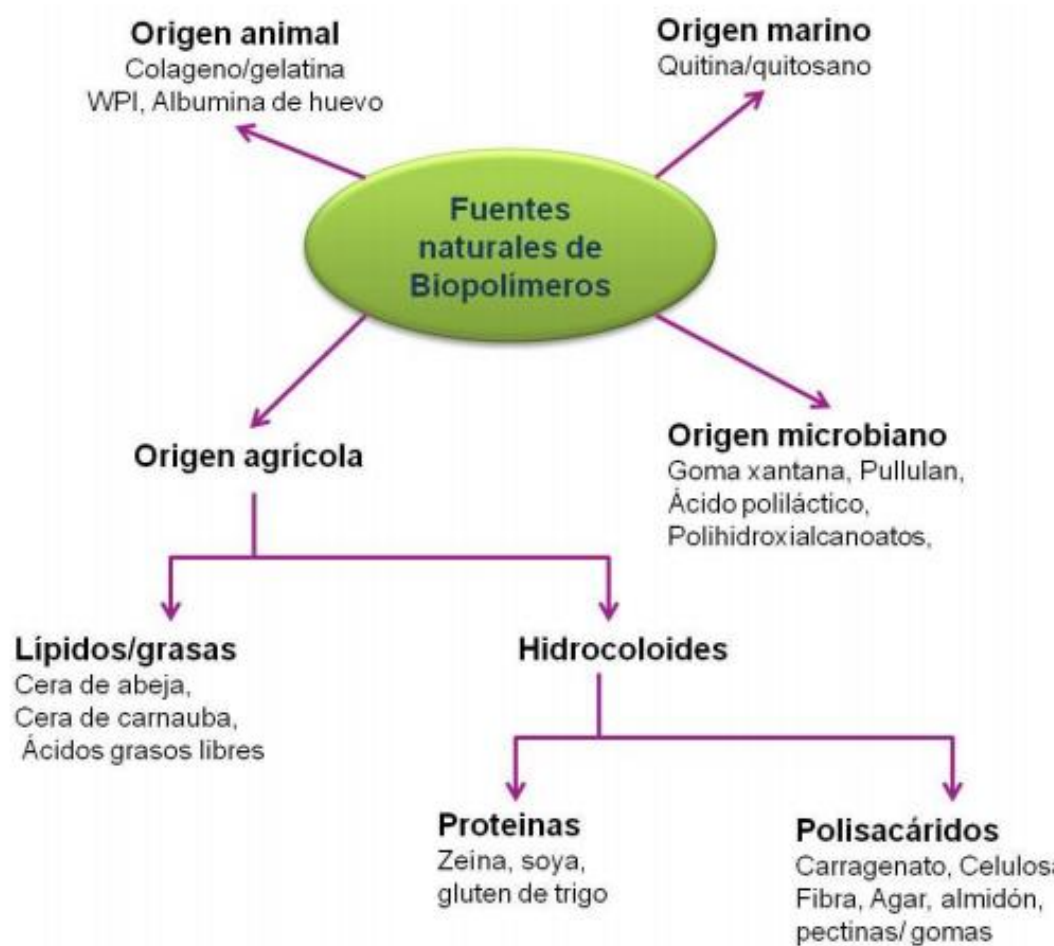 Origen animal
Colageno/gelatina
WPI, Albumina de huevo
Origen marino
Quitina/quitosano
Fuentes
naturales de
Biopolímeros
Origen agrícola
Origen microbiano
Goma xantana, Pullulan,
Ácido poliláctico,
Polihidroxialcanoatos,
Lípidos/grasas
Cera de abeja,
Cera de carnauba,
Ácidos grasos libres
Hidrocoloides
Proteinas
Zeina, soya,
gluten de trigo
Polisacáridos
Carragenato, Celulosa
Fibra, Agar, almidón,
pectinas/ gomas